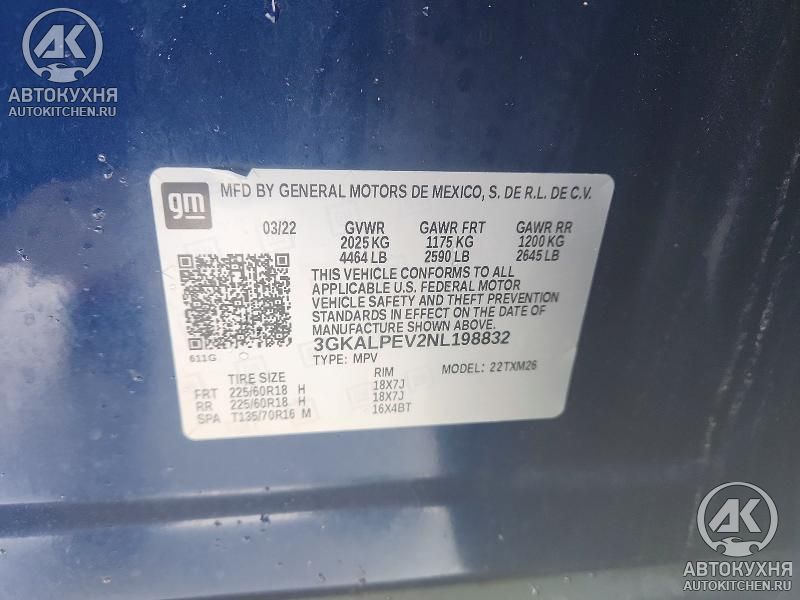 AK
АВТОКУХНЯ
AUTOKITCHEN.RU
gm
MFD BY GENERAL MOTORS DE MEXICO, S. DE R.L. DE C.V.
03/22 GVWR GAWR FRT GAWR RR
2025 KG 1175 KG 1200 KG
4464 LB 2590 LB 2645 LB
THIS VEHICLE CONFORMS TO ALL
APPLICABLE U.S. FEDERAL MOTOR
VEHICLE SAFETY AND THEFT PREVENTION
STANDARDS IN EFFECT ON THE DATE OF
MANUFACTURE SHOWN ABOVE.
3GKALPEV2NL198832
611G
TYPE: MPV MODEL: 22TXM26
TIRE SIZE RIM
FRT 225/60R18 H 18X7J
RR 225/60R18 H 18X7J
SPA T135/70R16 M 16X4BT
AK
АВТОКУХНЯ
AUTOKITCHEN.RU